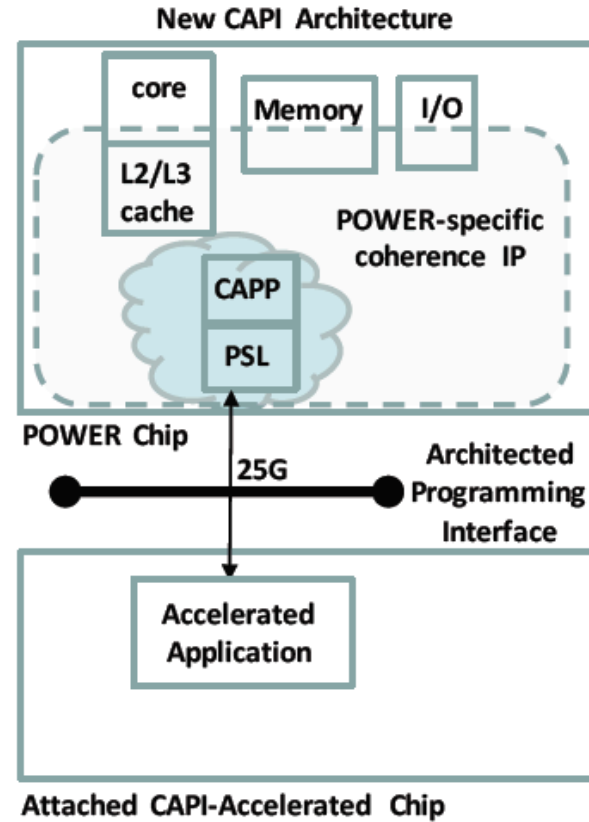 New CAPI Architecture
core
Memory
I/O
L2/L3
cache
POWER-specific
coherence IP
CAPP
PSL
POWER Chip
25G
Architected
Programming
Interface
Accelerated
Application
Attached CAPI-Accelerated Chip